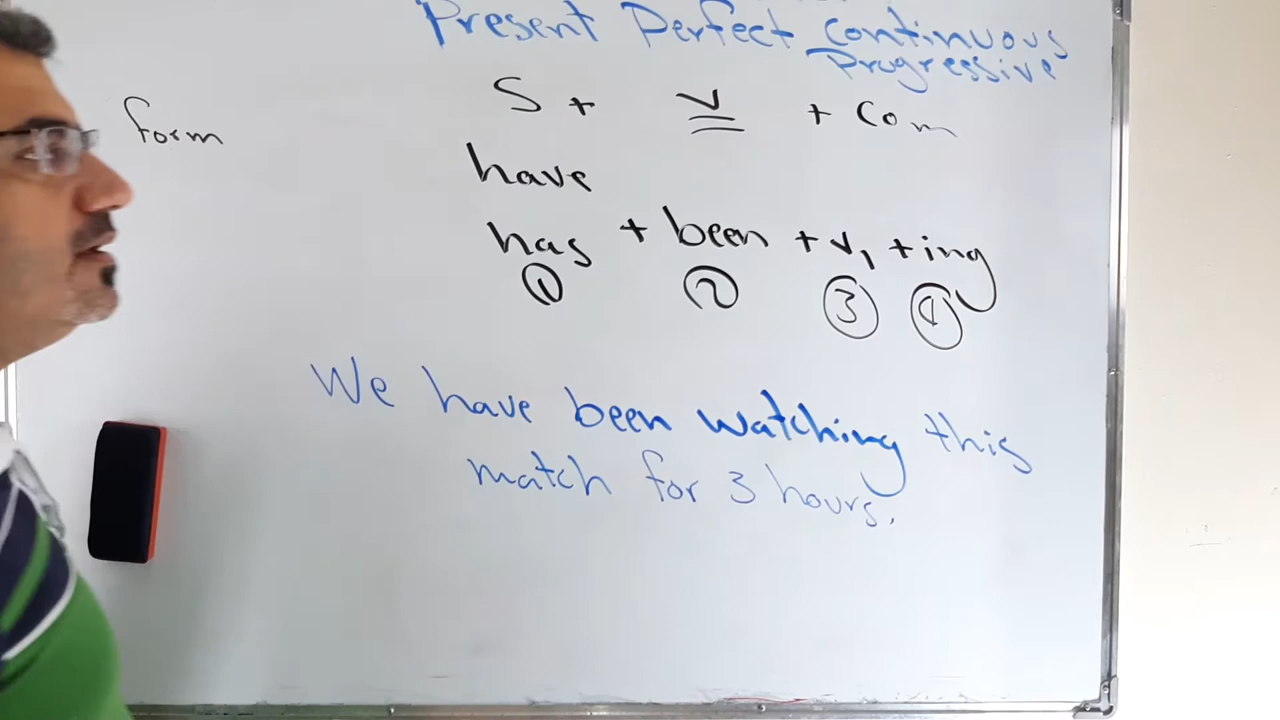 Present Perfect continuous
Progressive
S + V + Com
form
have
has + been + V1 + ing
1 2 3 4
We have been watching this
match for 3 hours.